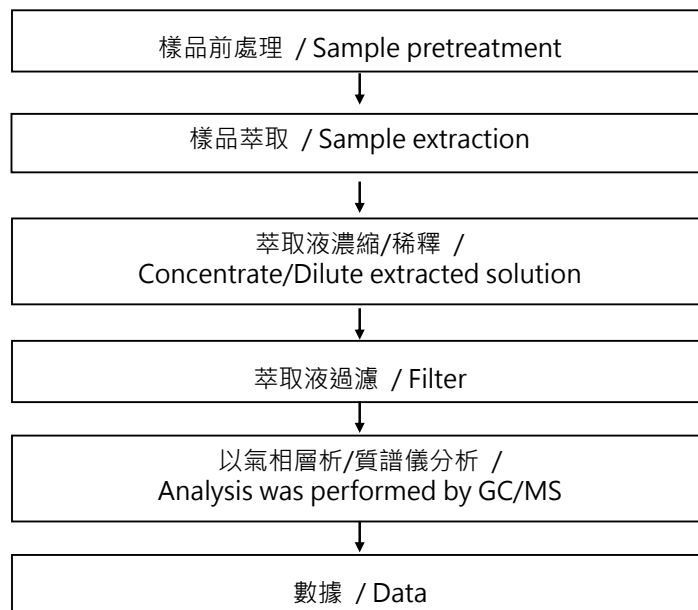 樣品前處理 / Sample pretreatment
樣品萃取 / Sample extraction
萃取液濃縮/稀釋 /
Concentrate/Dilute extracted solution
萃取液過濾 / Filter
以氣相層析/質譜儀分析 /
Analysis was performed by GC/MS
數據 / Data